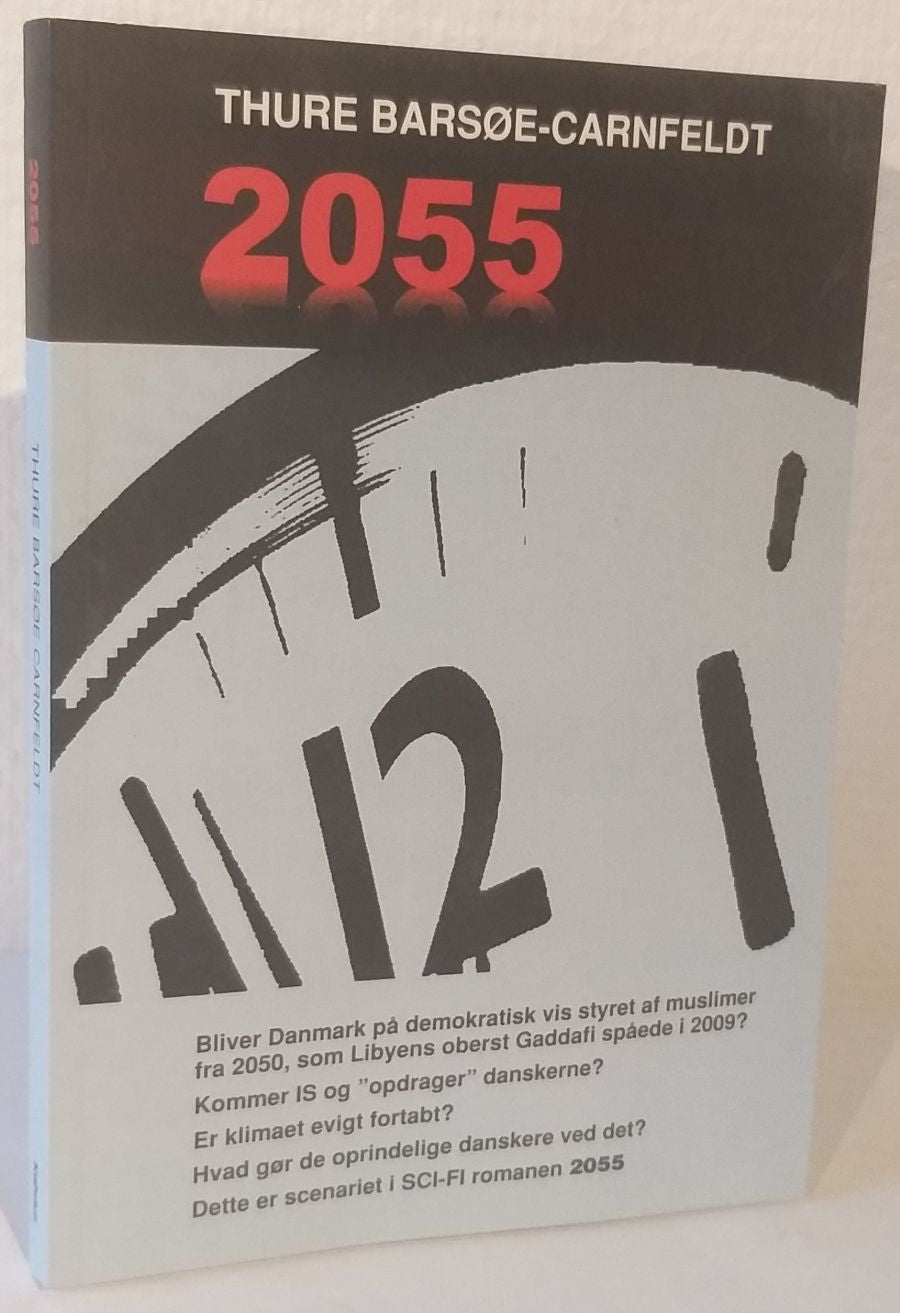 THURE BARSØE-CARNFELDT
2055
12
1
Bliver Danmark på demokratisk vis styret af muslimer
fra 2050, som Libyens oberst Gaddafi spåede i 2009?
Kommer IS og ”opdrager” danskerne?
Er klimaet evigt fortabt?
Hvad gør de oprindelige danskere ved det?
Dette er scenariet i SCI-FI romanen 2055
2055
THURE BARSØE-CARNFELDT